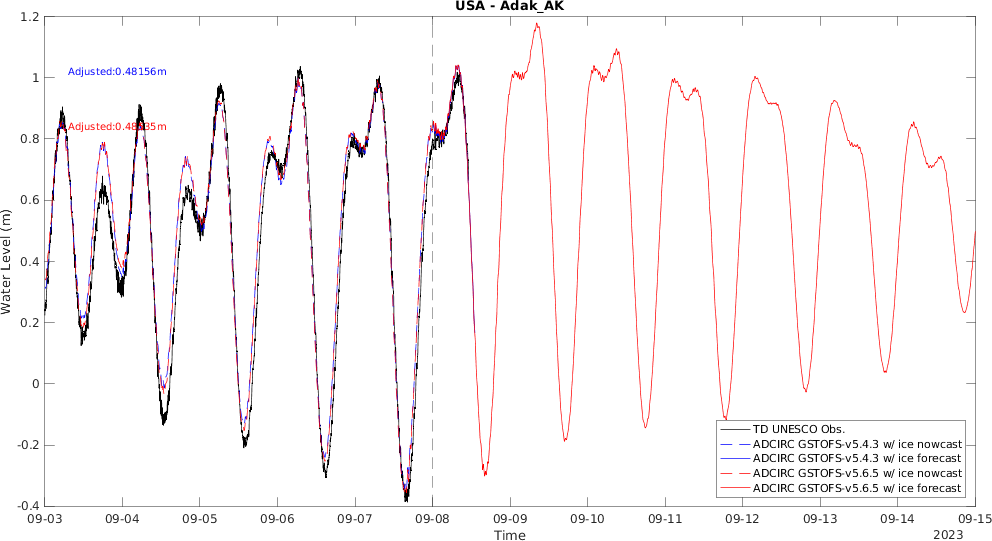 USA - Adak_AK
1.2
1
0.8
0.6
0.4
0.2
0
-0.2
-0.4
Water Level (m)
Adjusted:0.48156m
TD UNESCO Obs.
ADCIRC GSTOFS-v5.4.3 w/ ice nowcast
ADCIRC GSTOFS-v5.4.3 w/ ice forecast
ADCIRC GSTOFS-v5.6.5 w/ ice nowcast
ADCIRC GSTOFS-v5.6.5 w/ ice forecast
09-03 09-04 09-05 09-06 09-07 09-08 09-09 09-10 09-11 09-12 09-13 09-14 09-15
Time
2023